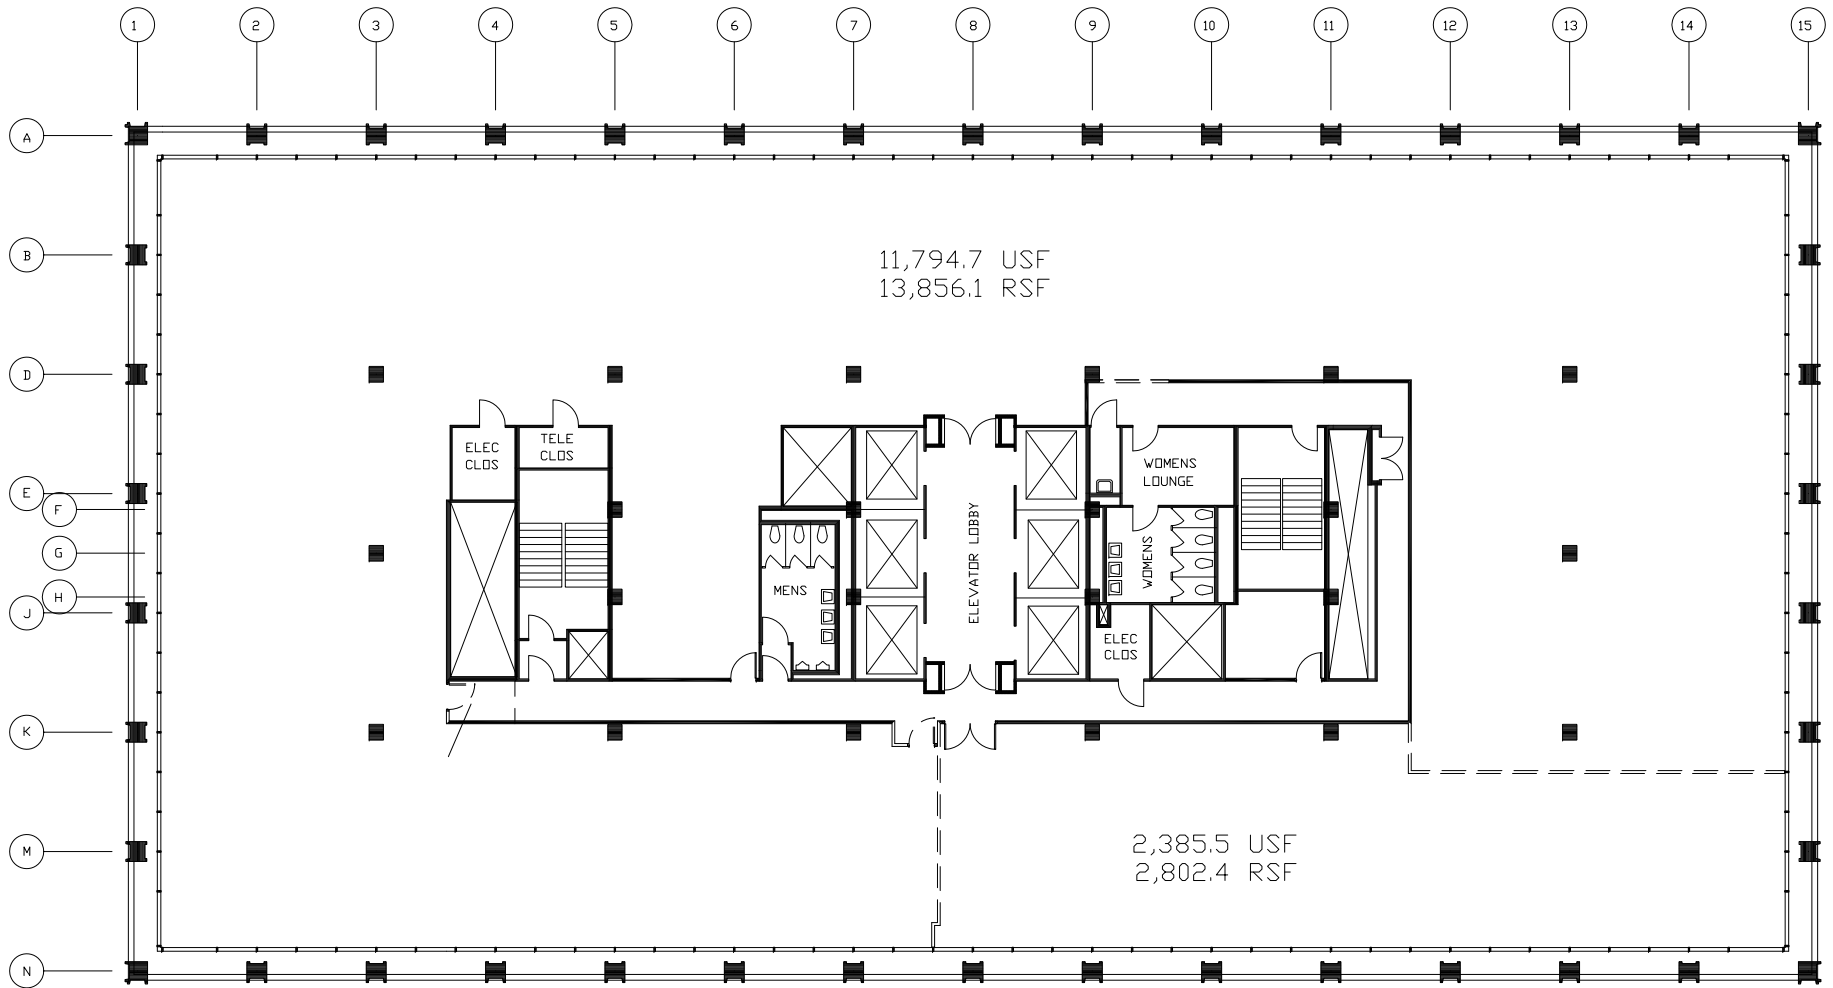 1 2 3 4 5 6 7 8 9 10 11 12 13 14 15
A
B
11,794.7 USF
13,856.1 RSF
D
ELEC
CLOS
TELE
CLOS
WOMENS
LOUNGE
E
F
G
H
J
MENS
ELEVATOR LOBBY
WOMENS
ELEC
CLOS
K
2,385.5 USF
2,802.4 RSF
M
N